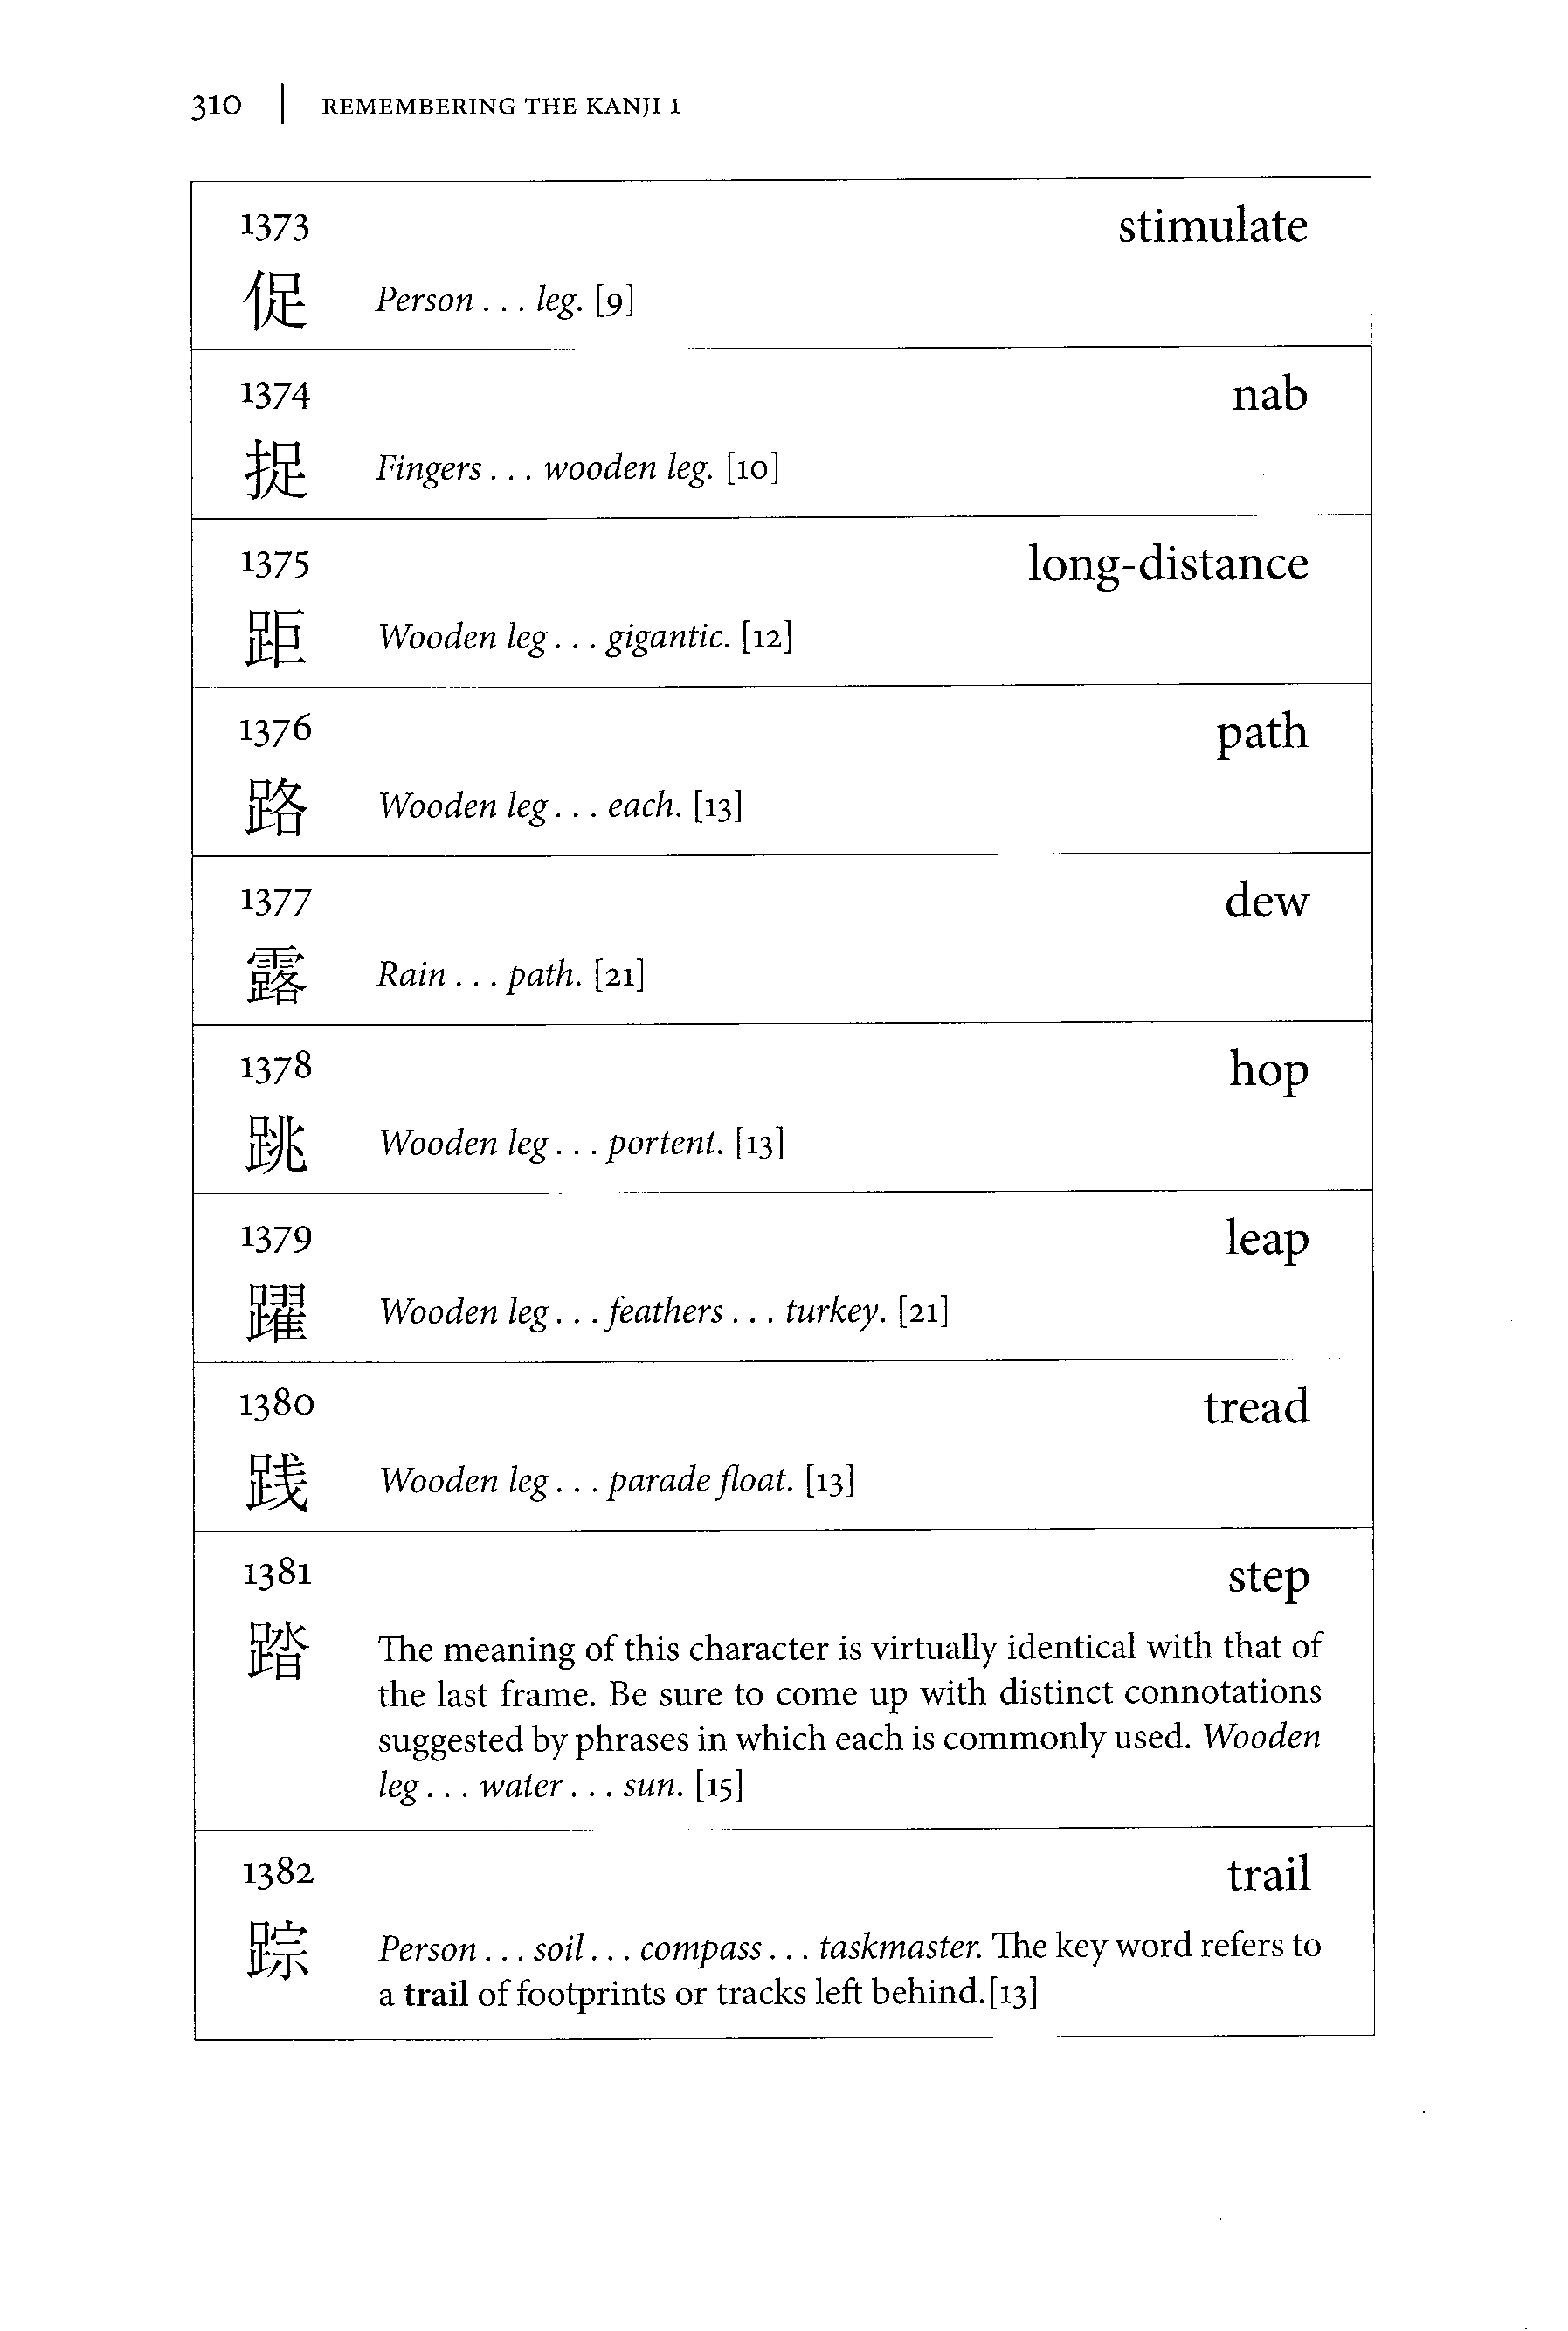 310 | REMEMBERING THE KANJI 1
1373 stimulate
促 Person . . . leg. [9]
1374 nab
捉 Fingers . . . wooden leg. [10]
1375 long-distance
距 Wooden leg . . . gigantic. [12]
1376 path
路 Wooden leg . . . each. [13]
1377 dew
露 Rain . . . path. [21]
1378 hop
跳 Wooden leg . . . portent. [13]
1379 leap
躍 Wooden leg . . . feathers . . . turkey. [21]
1380 tread
践 Wooden leg . . . parade float. [13]
1381 step
踏 The meaning of this character is virtually identical with that of
the last frame. Be sure to come up with distinct connotations
suggested by phrases in which each is commonly used. Wooden
leg . . . water . . . sun. [15]
1382 trail
踪 Person . . . soil . . . compass . . . taskmaster. The key word refers to
a trail of footprints or tracks left behind.[13]